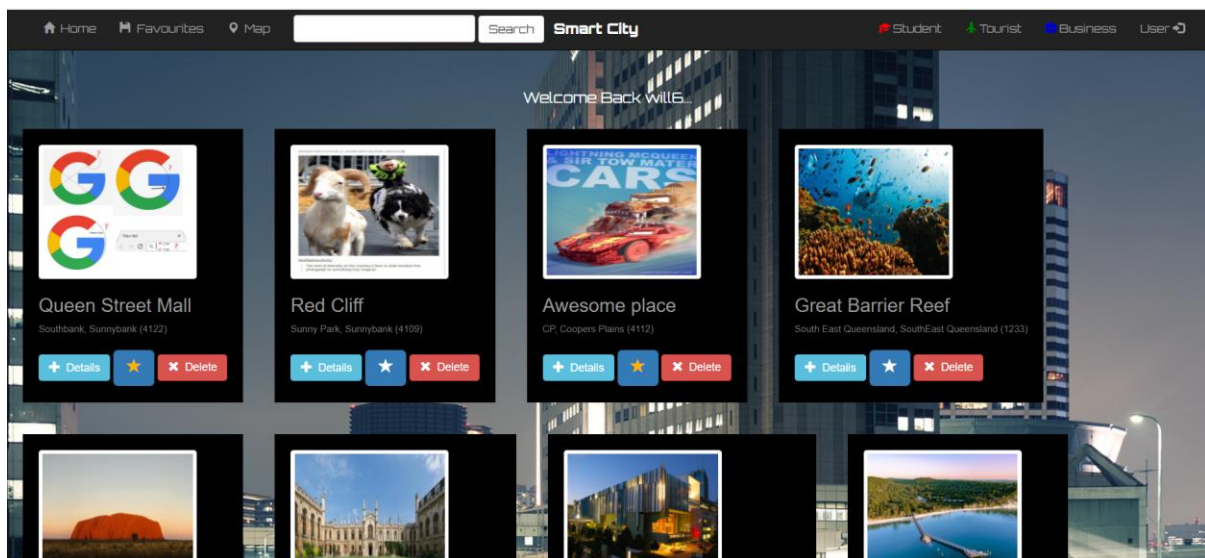 Home Favourites Map Search Smart City Student Tourist Business User
Welcome Back will6...
LIGHTNING MCQUEEN
& SIR TOW MATER
CARS
Queen Street Mall
Southbank, Sunnybank (4122)
Details Delete
Red Cliff
Sunny Park, Sunnybank (4109)
Details Delete
Awesome place
CP, Coopers Plains (4112)
Details Delete
Great Barrier Reef
South East Queensland, SouthEast Queensland (1233)
Details Delete